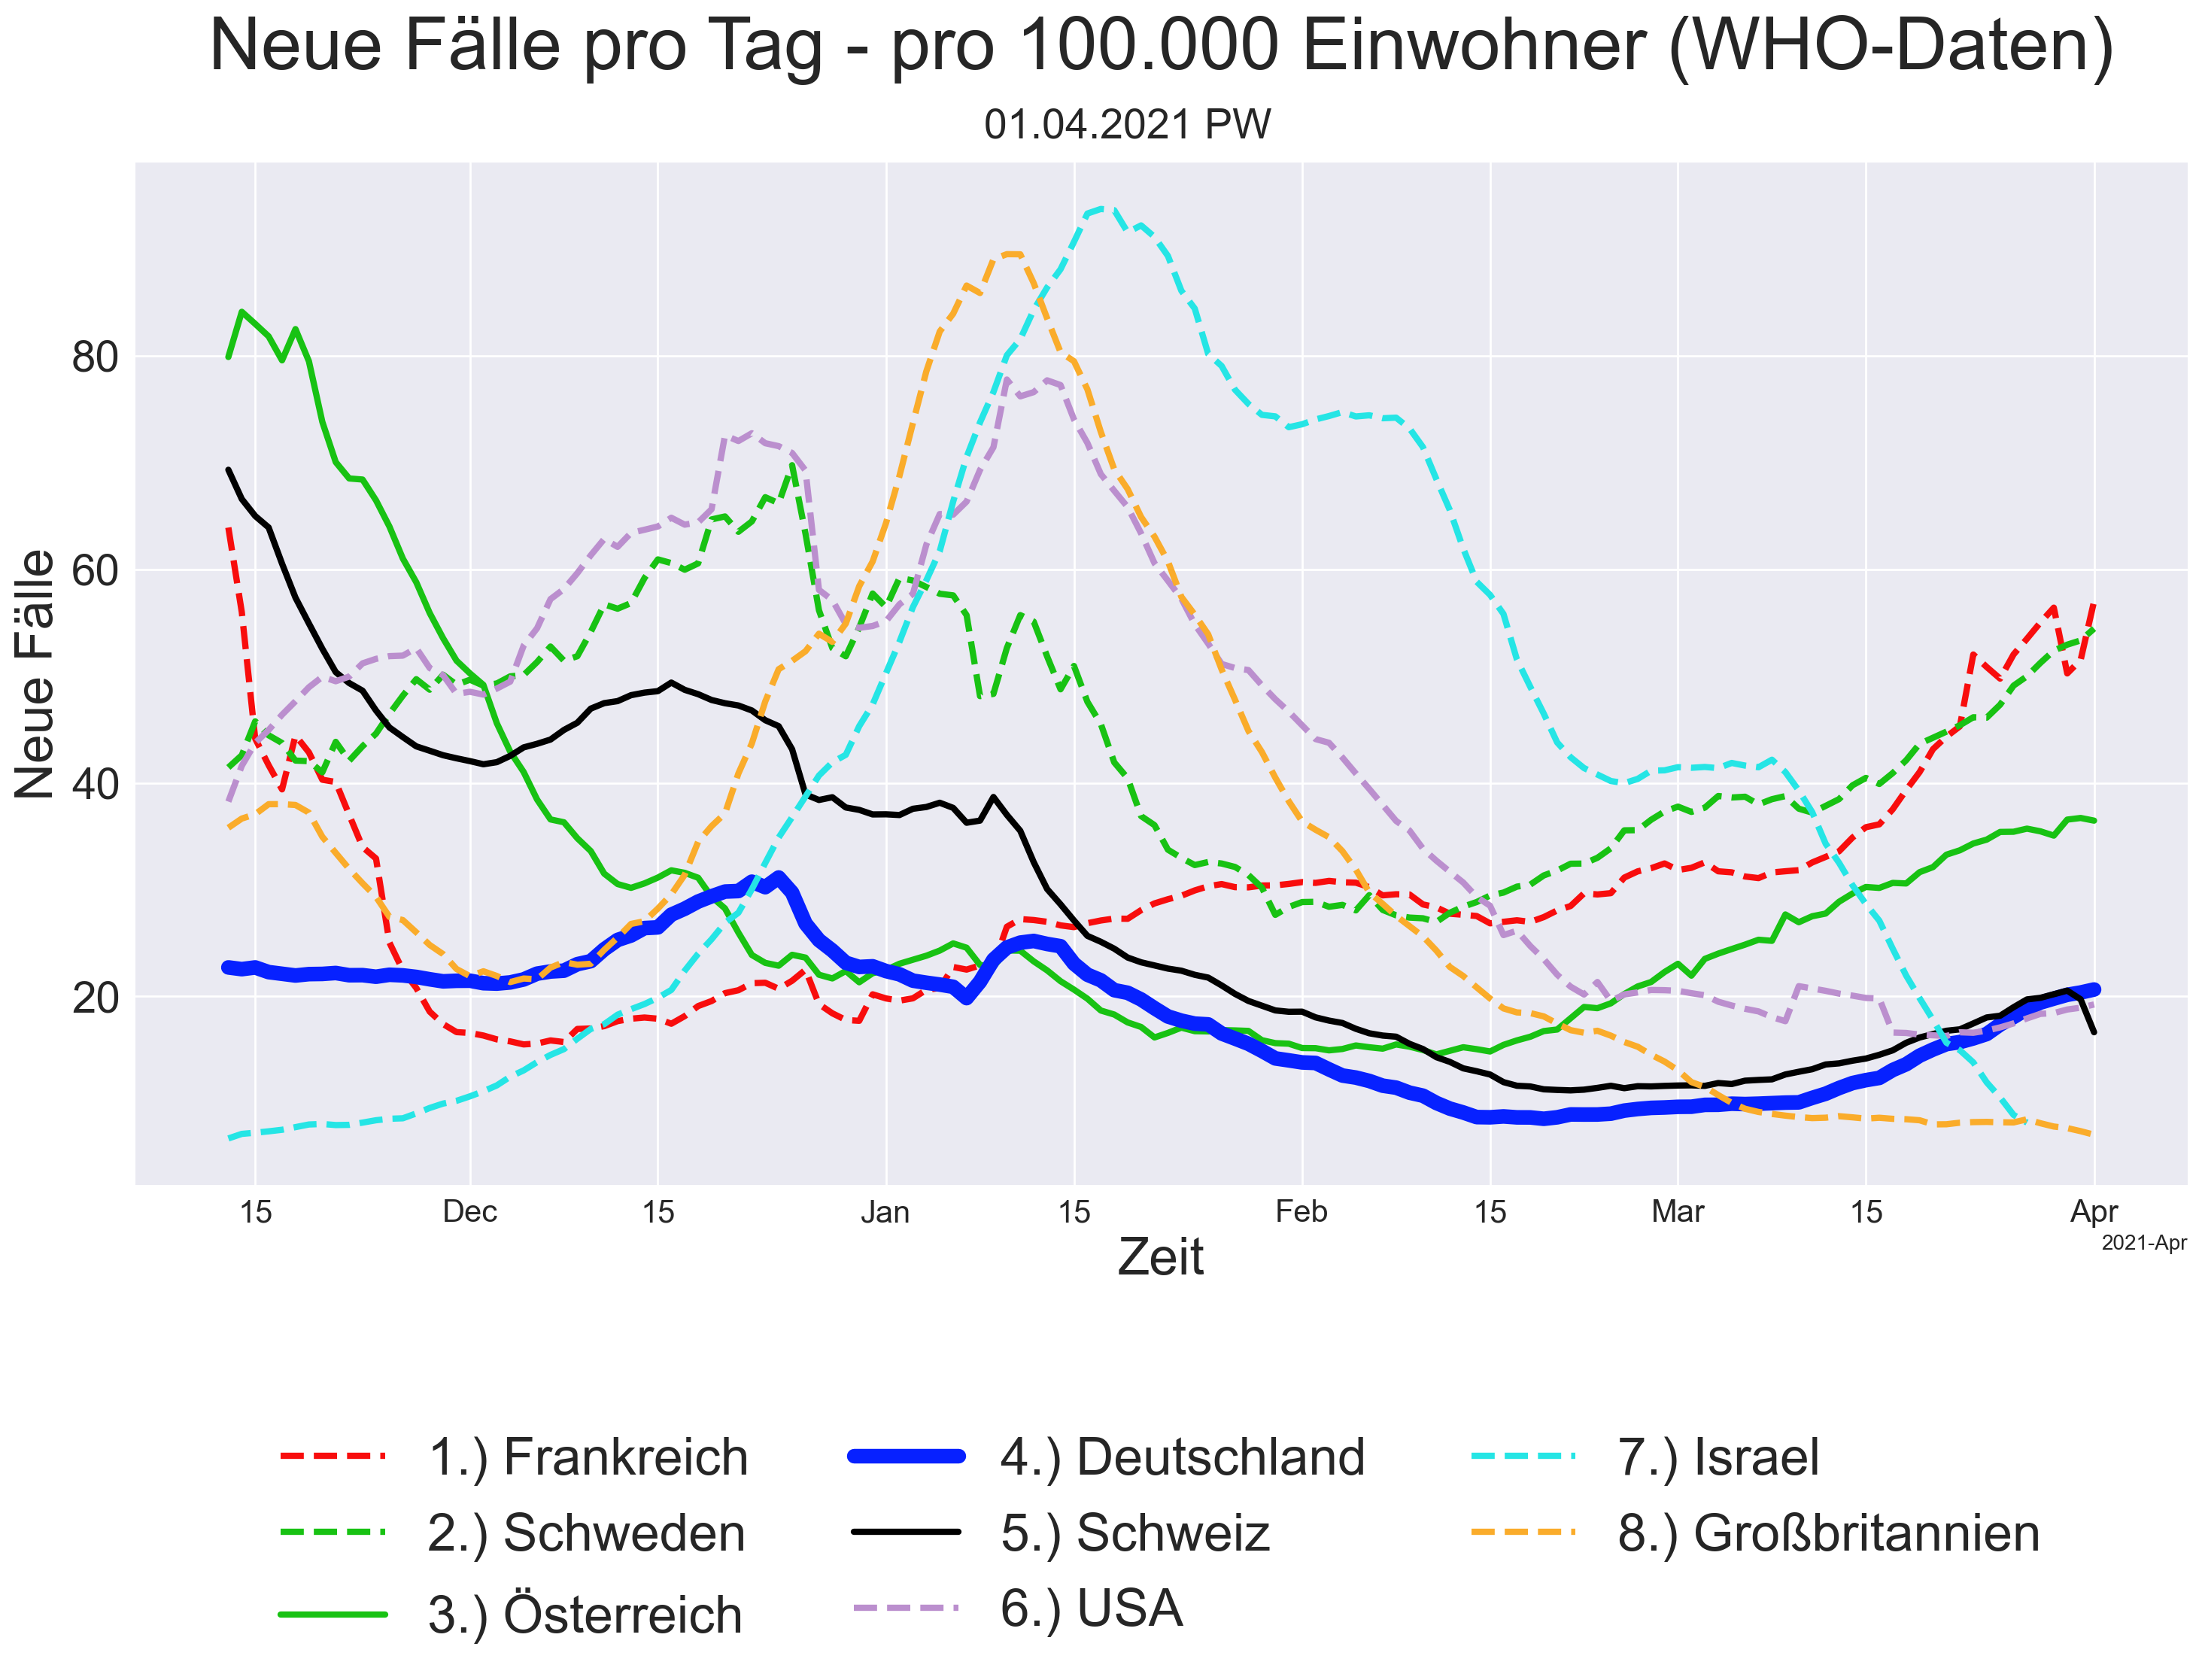 Neue Fälle pro Tag - pro 100.000 Einwohner (WHO-Daten)
01.04.2021 PW
Neue Fälle
80
60
40
20
15 Dec 15 Jan 15 Feb 15 Mar 15 Apr
2021-Apr
Zeit
1.) Frankreich
2.) Schweden
3.) Österreich
4.) Deutschland
5.) Schweiz
6.) USA
7.) Israel
8.) Großbritannien